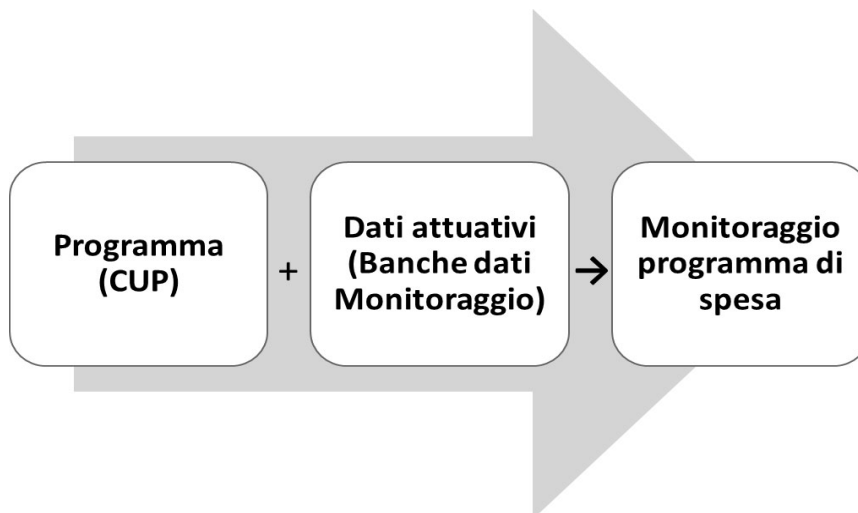 Programma
(CUP)
+
Dati attuativi
(Banche dati
Monitoraggio)
→
Monitoraggio
programma di
spesa